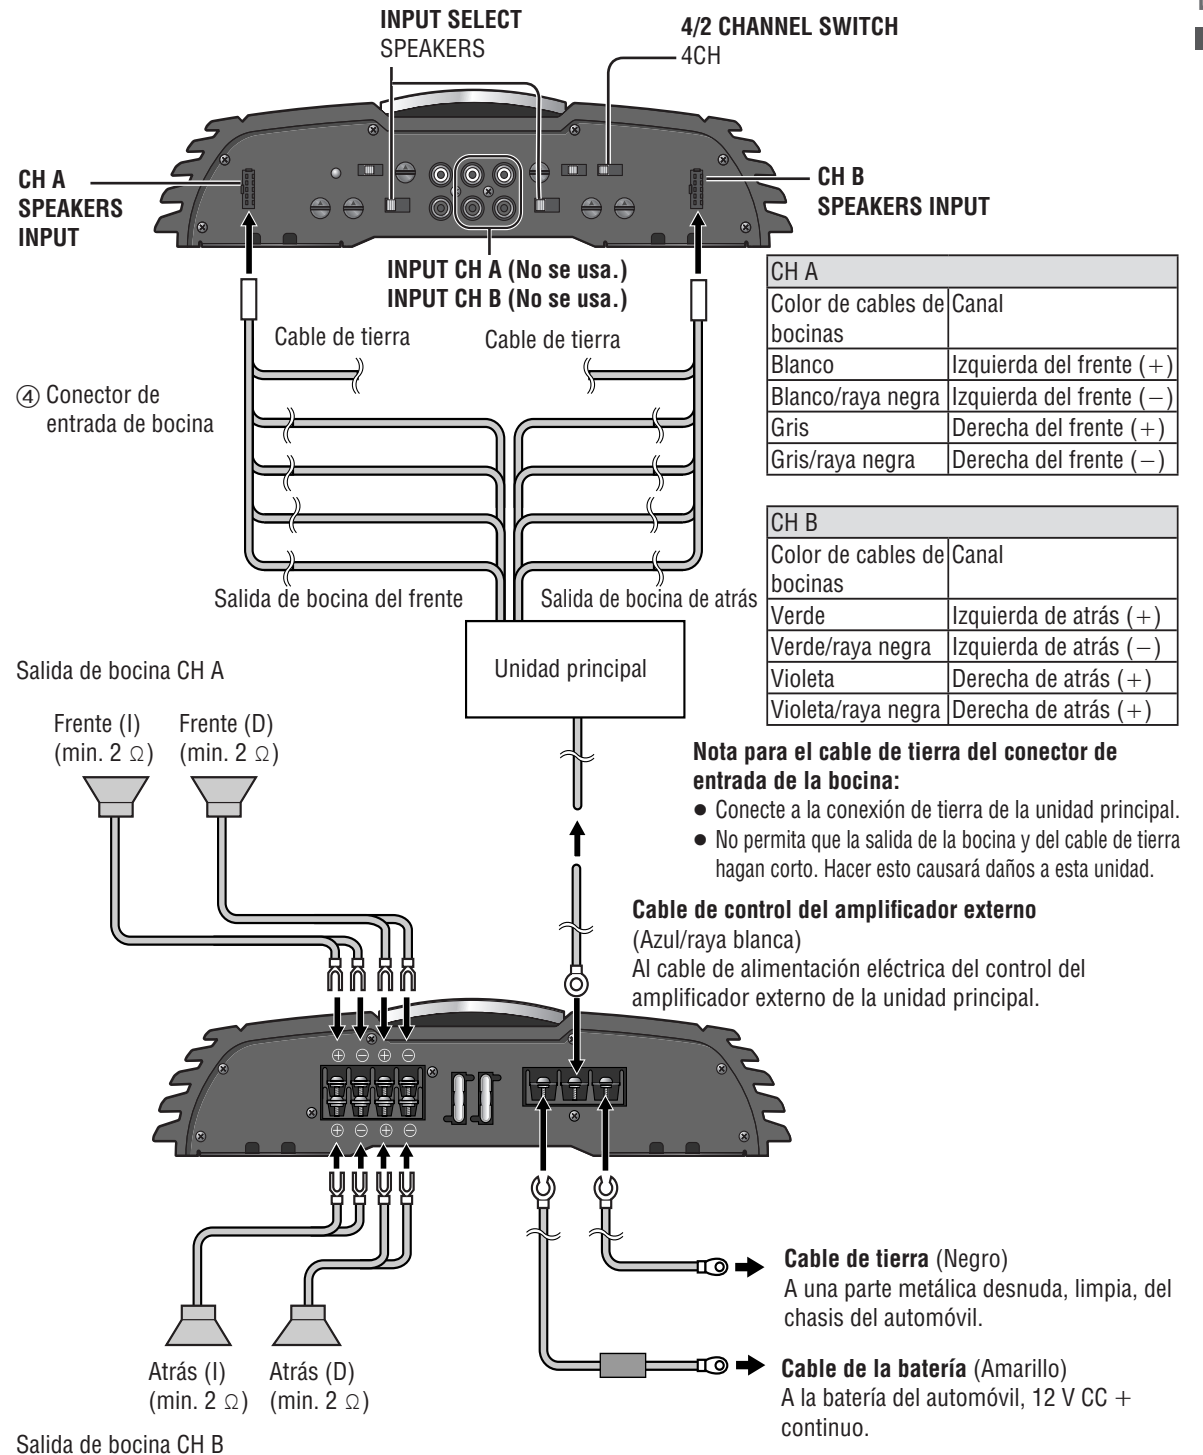 INPUT SELECT
SPEAKERS
4/2 CHANNEL SWITCH
4CH
CH A
SPEAKERS
INPUT
CH B
SPEAKERS INPUT
INPUT CH A (No se usa.)
INPUT CH B (No se usa.)
Cable de tierra
Cable de tierra
④ Conector de
entrada de bocina
CH A
Color de cables de bocinas Canal
Blanco Izquierda del frente (+)
Blanco/raya negra Izquierda del frente (−)
Gris Derecha del frente (+)
Gris/raya negra Derecha del frente (−)
CH B
Color de cables de bocinas Canal
Verde Izquierda de atrás (+)
Verde/raya negra Izquierda de atrás (−)
Violeta Derecha de atrás (+)
Violeta/raya negra Derecha de atrás (+)
Salida de bocina del frente
Salida de bocina de atrás
Unidad principal
Salida de bocina CH A
Frente (I)
(min. 2 Ω)
Frente (D)
(min. 2 Ω)
Nota para el cable de tierra del conector de
entrada de la bocina:
● Conecte a la conexión de tierra de la unidad principal.
● No permita que la salida de la bocina y del cable de tierra
hagan corto. Hacer esto causará daños a esta unidad.
Cable de control del amplificador externo
(Azul/raya blanca)
Al cable de alimentación eléctrica del control del
amplificador externo de la unidad principal.
⊕ ⊖ ⊕ ⊖
⊕ ⊖ ⊕ ⊖
Cable de tierra (Negro)
A una parte metálica desnuda, limpia, del
chasis del automóvil.
Cable de la batería (Amarillo)
A la batería del automóvil, 12 V CC +
continuo.
Atrás (I)
(min. 2 Ω)
Atrás (D)
(min. 2 Ω)
Salida de bocina CH B